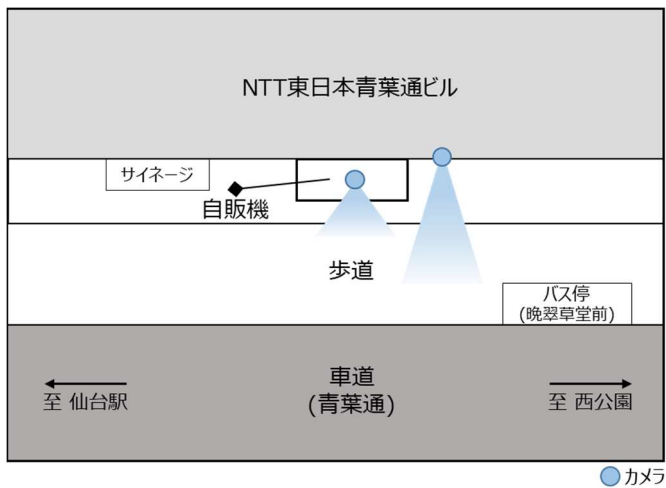 NTT東日本青葉通ビル
サイネージ
自販機
歩道
バス停
(晩翠草堂前)
車道
(青葉通)
至 仙台駅
至 西公園
カメラ